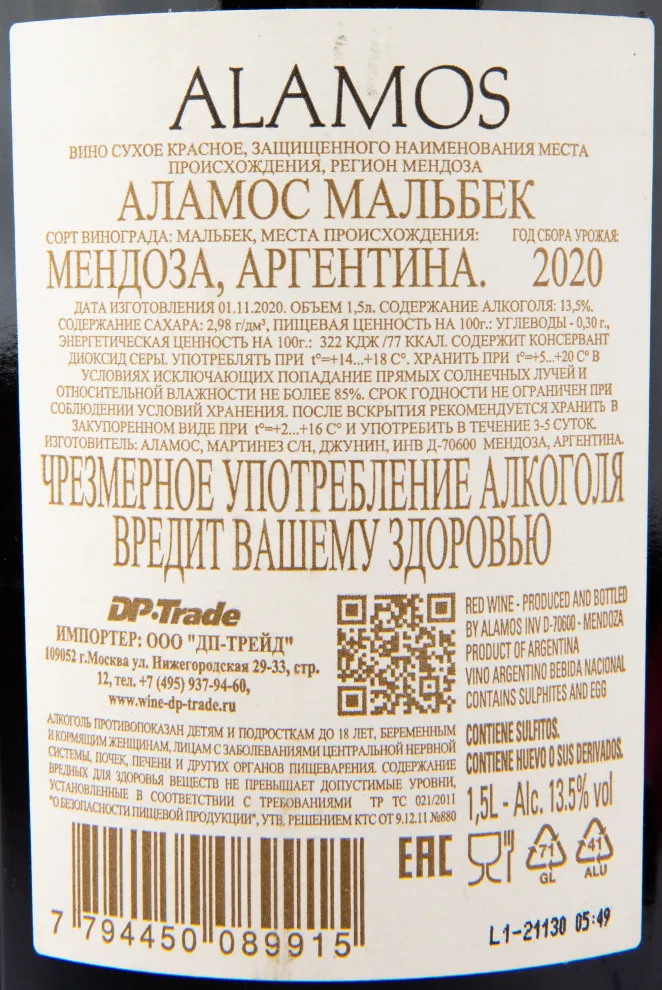 ALAMOS
ВИНО СУХОЕ КРАСНОЕ, ЗАЩИЩЕННОГО НАИМЕНОВАНИЯ МЕСТА
ПРОИСХОЖДЕНИЯ, РЕГИОН МЕНДОЗА
АЛАМОС МАЛЬБЕК
СОРТ ВИНОГРАДА: МАЛЬБЕК, МЕСТА ПРОИСХОЖДЕНИЯ: ГОД СБОРА УРОЖАЯ:
МЕНДОЗА, АРГЕНТИНА. 2020
ДАТА ИЗГОТОВЛЕНИЯ 01.11.2020. ОБЪЕМ 1,5л. СОДЕРЖАНИЕ АЛКОГОЛЯ: 13,5%.
СОДЕРЖАНИЕ САХАРА: 2,98 г/дм³, ПИЩЕВАЯ ЦЕННОСТЬ НА 100г.: УГЛЕВОДЫ - 0,30 г.,
ЭНЕРГЕТИЧЕСКАЯ ЦЕННОСТЬ НА 100г.: 322 КДЖ /77 ККАЛ. СОДЕРЖИТ КОНСЕРВАНТ
ДИОКСИД СЕРЫ. УПОТРЕБЛЯТЬ ПРИ t°=+14...+18 C°. ХРАНИТЬ ПРИ t°=+5...+20 C° В
УСЛОВИЯХ ИСКЛЮЧАЮЩИХ ПОПАДАНИЕ ПРЯМЫХ СОЛНЕЧНЫХ ЛУЧЕЙ И
ОТНОСИТЕЛЬНОЙ ВЛАЖНОСТИ НЕ БОЛЕЕ 85%. СРОК ГОДНОСТИ НЕ ОГРАНИЧЕН ПРИ
СОБЛЮДЕНИИ УСЛОВИЙ ХРАНЕНИЯ. ПОСЛЕ ВСКРЫТИЯ РЕКОМЕНДУЕТСЯ ХРАНИТЬ В
ЗАКУПОРЕННОМ ВИДЕ ПРИ t°=+2...+16 C° И УПОТРЕБИТЬ В ТЕЧЕНИЕ 3-5 СУТОК.
ИЗГОТОВИТЕЛЬ: АЛАМОС, МАРТИНЕЗ С/Н, ДЖУНИН, ИНВ Д-70600 МЕНДОЗА, АРГЕНТИНА.
ЧРЕЗМЕРНОЕ УПОТРЕБЛЕНИЕ АЛКОГОЛЯ
ВРЕДИТ ВАШЕМУ ЗДОРОВЬЮ
DP-Trade
ИМПОРТЕР: ООО "ДП-ТРЕЙД"
109052 г.Москва ул. Нижегородская 29-33, стр.
12, тел. +7 (495) 937-94-60,
www.wine-dp-trade.ru
RED WINE - PRODUCED AND BOTTLED
BY ALAMOS INV D-70600 - MENDOZA
PRODUCT OF ARGENTINA
VINO ARGENTINO BEBIDA NACIONAL
CONTAINS SULPHITES AND EGG
АЛКОГОЛЬ ПРОТИВОПОКАЗАН ДЕТЯМ И ПОДРОСТКАМ ДО 18 ЛЕТ, БЕРЕМЕННЫМ
И КОРМЯЩИМ ЖЕНЩИНАМ, ЛИЦАМ С ЗАБОЛЕВАНИЯМИ ЦЕНТРАЛЬНОЙ НЕРВНОЙ
СИСТЕМЫ, ПОЧЕК, ПЕЧЕНИ И ДРУГИХ ОРГАНОВ ПИЩЕВАРЕНИЯ. СОДЕРЖАНИЕ
ВРЕДНЫХ ДЛЯ ЗДОРОВЬЯ ВЕЩЕСТВ НЕ ПРЕВЫШАЕТ ДОПУСТИМЫЕ УРОВНИ,
УСТАНОВЛЕННЫЕ В СООТВЕТСТВИИ С ТРЕБОВАНИЯМИ ТР ТС 021/2011
"О БЕЗОПАСНОСТИ ПИЩЕВОЙ ПРОДУКЦИИ", УТВ. РЕШЕНИЕМ КТС ОТ 9.12.11 №880
CONTIENE SULFITOS.
CONTIENE HUEVO O SUS DERIVADOS.
1,5L - Alc. 13.5% vol
EAC
71
GL
41
ALU
7 794450 089915
L1-21130 05:49